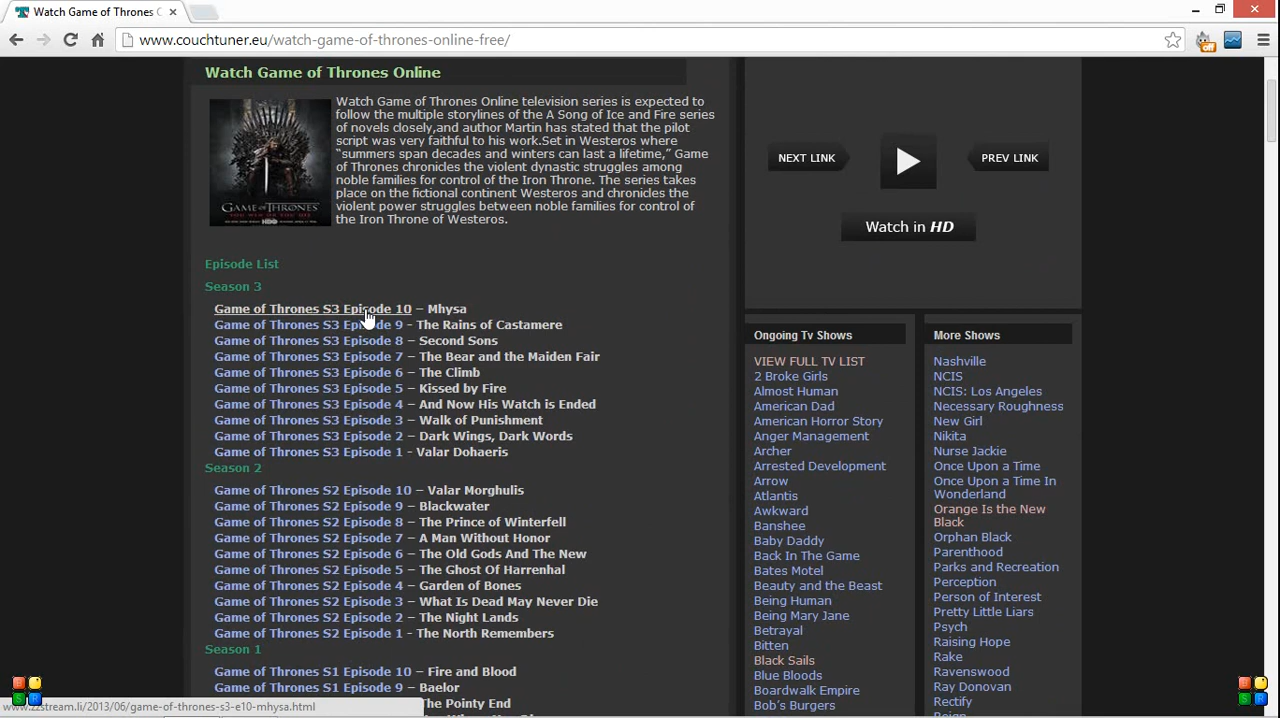 Watch Game of Thrones C
www.couchtuner.eu/watch-game-of-thrones-online-free/
off
Watch Game of Thrones Online
Watch Game of Thrones Online television series is expected to
follow the multiple storylines of the A Song of Ice and Fire series
of novels closely,and author Martin has stated that the pilot
script was very faithful to his work.Set in Westeros where
“summers span decades and winters can last a lifetime,” Game
of Thrones chronicles the violent dynastic struggles among
noble families for control of the Iron Throne. The series takes
place on the fictional continent Westeros and chronicles the
violent power struggles between noble families for control of
the Iron Throne of Westeros.
GAME OF THRONES
YOU WIN OR YOU DIE
HBO
Episode List
Season 3
Game of Thrones S3 Episode 10 – Mhysa
Game of Thrones S3 Episode 9 - The Rains of Castamere
Game of Thrones S3 Episode 8 – Second Sons
Game of Thrones S3 Episode 7 – The Bear and the Maiden Fair
Game of Thrones S3 Episode 6 – The Climb
Game of Thrones S3 Episode 5 – Kissed by Fire
Game of Thrones S3 Episode 4 – And Now His Watch is Ended
Game of Thrones S3 Episode 3 – Walk of Punishment
Game of Thrones S3 Episode 2 – Dark Wings, Dark Words
Game of Thrones S3 Episode 1 - Valar Dohaeris
Season 2
Game of Thrones S2 Episode 10 – Valar Morghulis
Game of Thrones S2 Episode 9 – Blackwater
Game of Thrones S2 Episode 8 – The Prince of Winterfell
Game of Thrones S2 Episode 7 – A Man Without Honor
Game of Thrones S2 Episode 6 – The Old Gods And The New
Game of Thrones S2 Episode 5 – The Ghost Of Harrenhal
Game of Thrones S2 Episode 4 – Garden of Bones
Game of Thrones S2 Episode 3 – What Is Dead May Never Die
Game of Thrones S2 Episode 2 – The Night Lands
Game of Thrones S2 Episode 1 - The North Remembers
Season 1
Game of Thrones S1 Episode 10 – Fire and Blood
Game of Thrones S1 Episode 9 – Baelor
The Pointy End
www.zzstream.li/2013/06/game-of-thrones-s3-e10-mhysa.html
NEXT LINK
PREV LINK
Watch in HD
Ongoing Tv Shows
VIEW FULL TV LIST
2 Broke Girls
Almost Human
American Dad
American Horror Story
Anger Management
Archer
Arrested Development
Arrow
Atlantis
Awkward
Banshee
Baby Daddy
Back In The Game
Bates Motel
Beauty and the Beast
Being Human
Being Mary Jane
Betrayal
Bitten
Black Sails
Blue Bloods
Boardwalk Empire
Bob's Burgers
More Shows
Nashville
NCIS
NCIS: Los Angeles
Necessary Roughness
New Girl
Nikita
Nurse Jackie
Once Upon a Time
Once Upon a Time In
Wonderland
Orange Is the New
Black
Orphan Black
Parenthood
Parks and Recreation
Perception
Person of Interest
Pretty Little Liars
Psych
Raising Hope
Rake
Ravenswood
Ray Donovan
Rectify
B
S
R
B
S
R